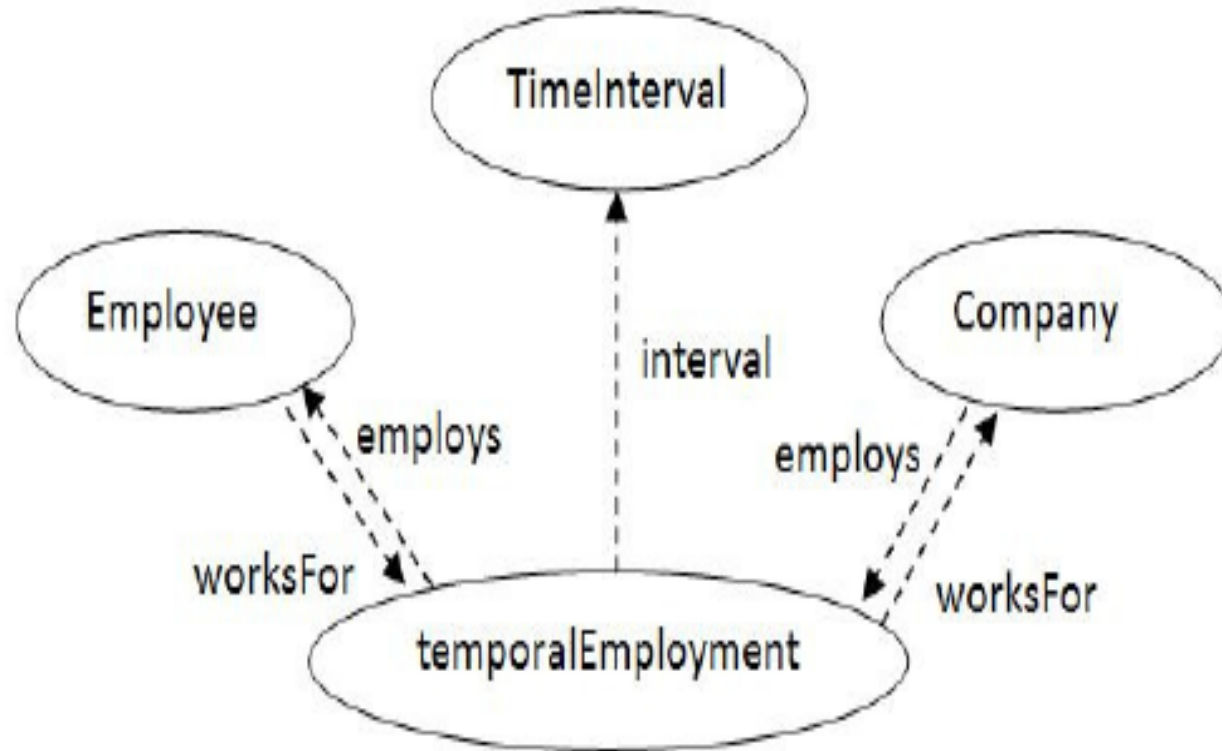 TimeInterval
Employee
Company
interval
employs
employs
worksFor
worksFor
temporalEmployment